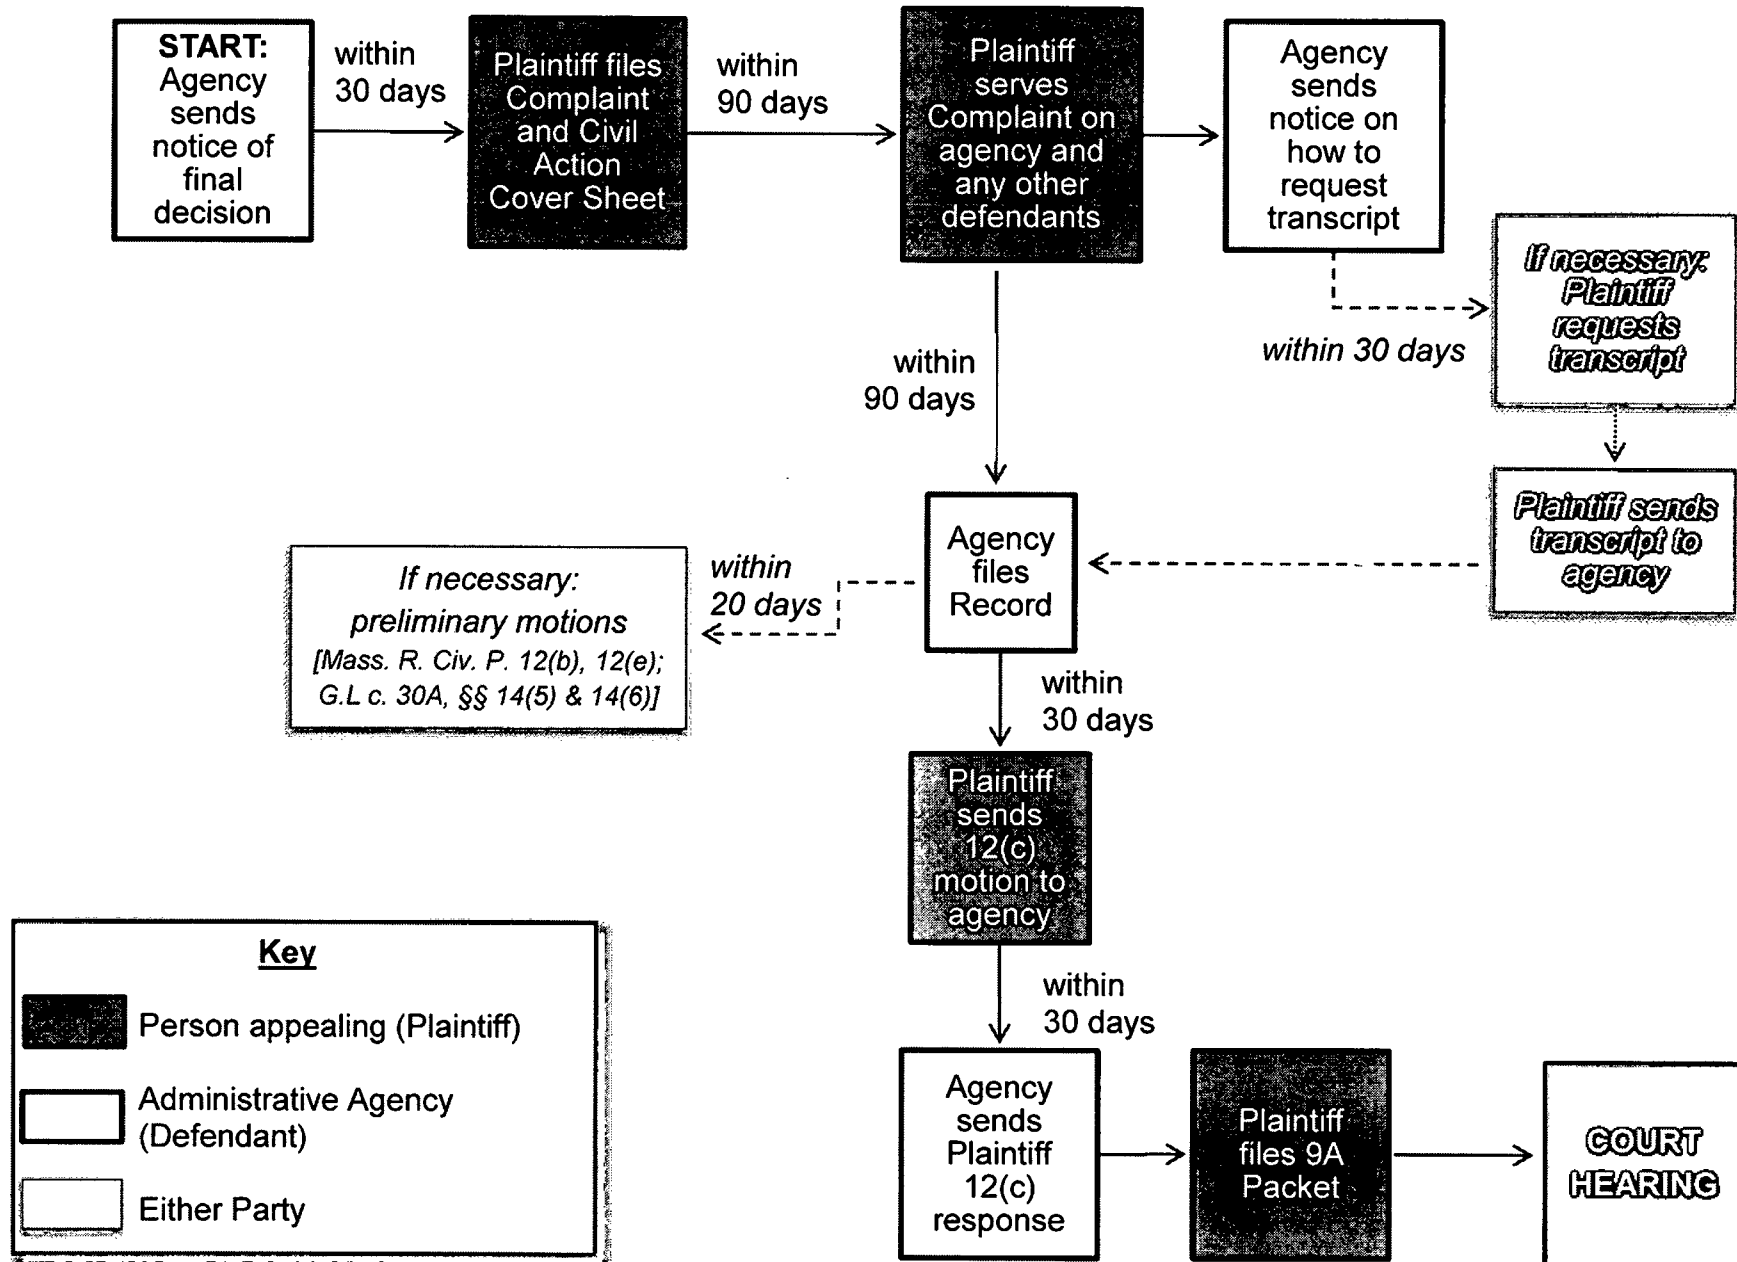 START:
Agency
sends
notice of
final
decision
within
30 days
Plaintiff files
Complaint
and Civil
Action
Cover Sheet
within
90 days
Plaintiff
serves
Complaint on
agency and
any other
defendants
Agency
sends
notice on
how to
request
transcript
within 30 days
If necessary:
Plaintiff
requests
transcript
Plaintiff sends
transcript to
agency
within
90 days
Agency
files
Record
within
20 days
If necessary:
preliminary motions
[Mass. R. Civ. P. 12(b), 12(e);
G.L c. 30A, §§ 14(5) & 14(6)]
within
30 days
Plaintiff
sends
12(c)
motion to
agency
within
30 days
Agency
sends
Plaintiff
12(c)
response
Plaintiff
files 9A
Packet
COURT
HEARING
Key
Person appealing (Plaintiff)
Administrative Agency
(Defendant)
Either Party